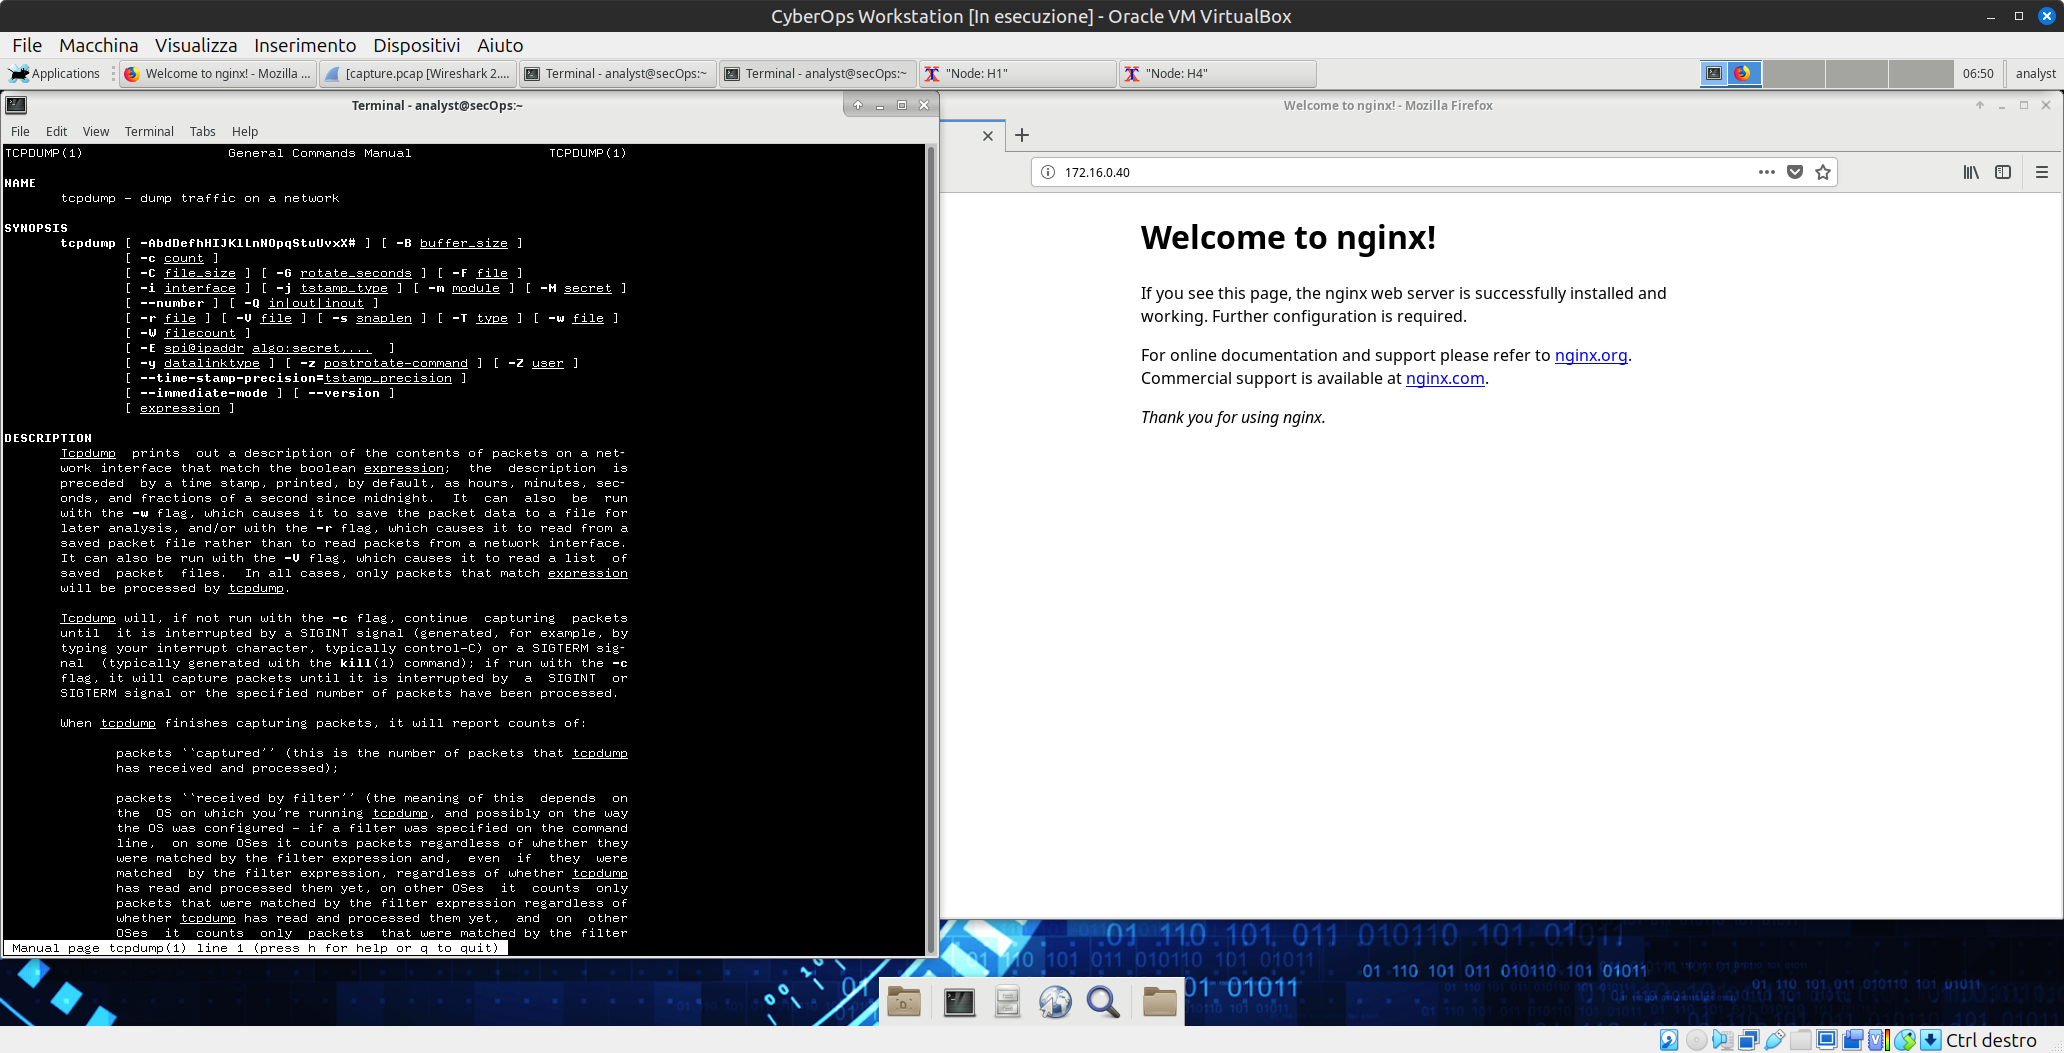 CyberOps Workstation [In esecuzione] - Oracle VM VirtualBox
File Macchina Visualizza Inserimento Dispositivi Aiuto
Applications Welcome to nginx! - Mozilla ... [capture.pcap [Wireshark 2.... Terminal - analyst@secOps:~ Terminal - analyst@secOps:~ "Node: H1" "Node: H4" 06:50 analyst
Terminal - analyst@secOps:~
File Edit View Terminal Tabs Help
TCPDUMP(1) General Commands Manual TCPDUMP(1)
NAME
tcpdump - dump traffic on a network
SYNOPSIS
tcpdump [ -AbdDefhHIJKlLnNOpqStuUvxX# ] [ -B buffer_size ]
[ -c count ]
[ -C file_size ] [ -G rotate_seconds ] [ -F file ]
[ -i interface ] [ -j tstamp_type ] [ -m module ] [ -M secret ]
[ --number ] [ -Q in|out|inout ]
[ -r file ] [ -V file ] [ -s snaplen ] [ -T type ] [ -w file ]
[ -W filecount ]
[ -E spi@ipaddr algo:secret,... ]
[ -y datalinktype ] [ -z postrotate-command ] [ -Z user ]
[ --time-stamp-precision=tstamp_precision ]
[ --immediate-mode ] [ --version ]
[ expression ]
DESCRIPTION
Tcpdump prints out a description of the contents of packets on a net-
work interface that match the boolean expression; the description is
preceded by a time stamp, printed, by default, as hours, minutes, sec-
onds, and fractions of a second since midnight. It can also be run
with the -w flag, which causes it to save the packet data to a file for
later analysis, and/or with the -r flag, which causes it to read from a
saved packet file rather than to read packets from a network interface.
It can also be run with the -V flag, which causes it to read a list of
saved packet files. In all cases, only packets that match expression
will be processed by tcpdump.
Tcpdump will, if not run with the -c flag, continue capturing packets
until it is interrupted by a SIGINT signal (generated, for example, by
typing your interrupt character, typically control-C) or a SIGTERM sig-
nal (typically generated with the kill(1) command); if run with the -c
flag, it will capture packets until it is interrupted by a SIGINT or
SIGTERM signal or the specified number of packets have been processed.
When tcpdump finishes capturing packets, it will report counts of:
packets ``captured'' (this is the number of packets that tcpdump
has received and processed);
packets ``received by filter'' (the meaning of this depends on
the OS on which you're running tcpdump, and possibly on the way
the OS was configured - if a filter was specified on the command
line, on some OSes it counts packets regardless of whether they
were matched by the filter expression and, even if they were
matched by the filter expression, regardless of whether tcpdump
has read and processed them yet, on other OSes it counts only
packets that were matched by the filter expression regardless of
whether tcpdump has read and processed them yet, and on other
OSes it counts only packets that were matched by the filter
Manual page tcpdump(1) line 1 (press h for help or q to quit)
Welcome to nginx! - Mozilla Firefox
172.16.0.40
Welcome to nginx!
If you see this page, the nginx web server is successfully installed and
working. Further configuration is required.
For online documentation and support please refer to nginx.org.
Commercial support is available at nginx.com.
Thank you for using nginx.
01 110 101 011 010110 101 01011
01 110 101 011 010110 101 01011
Ctrl destro